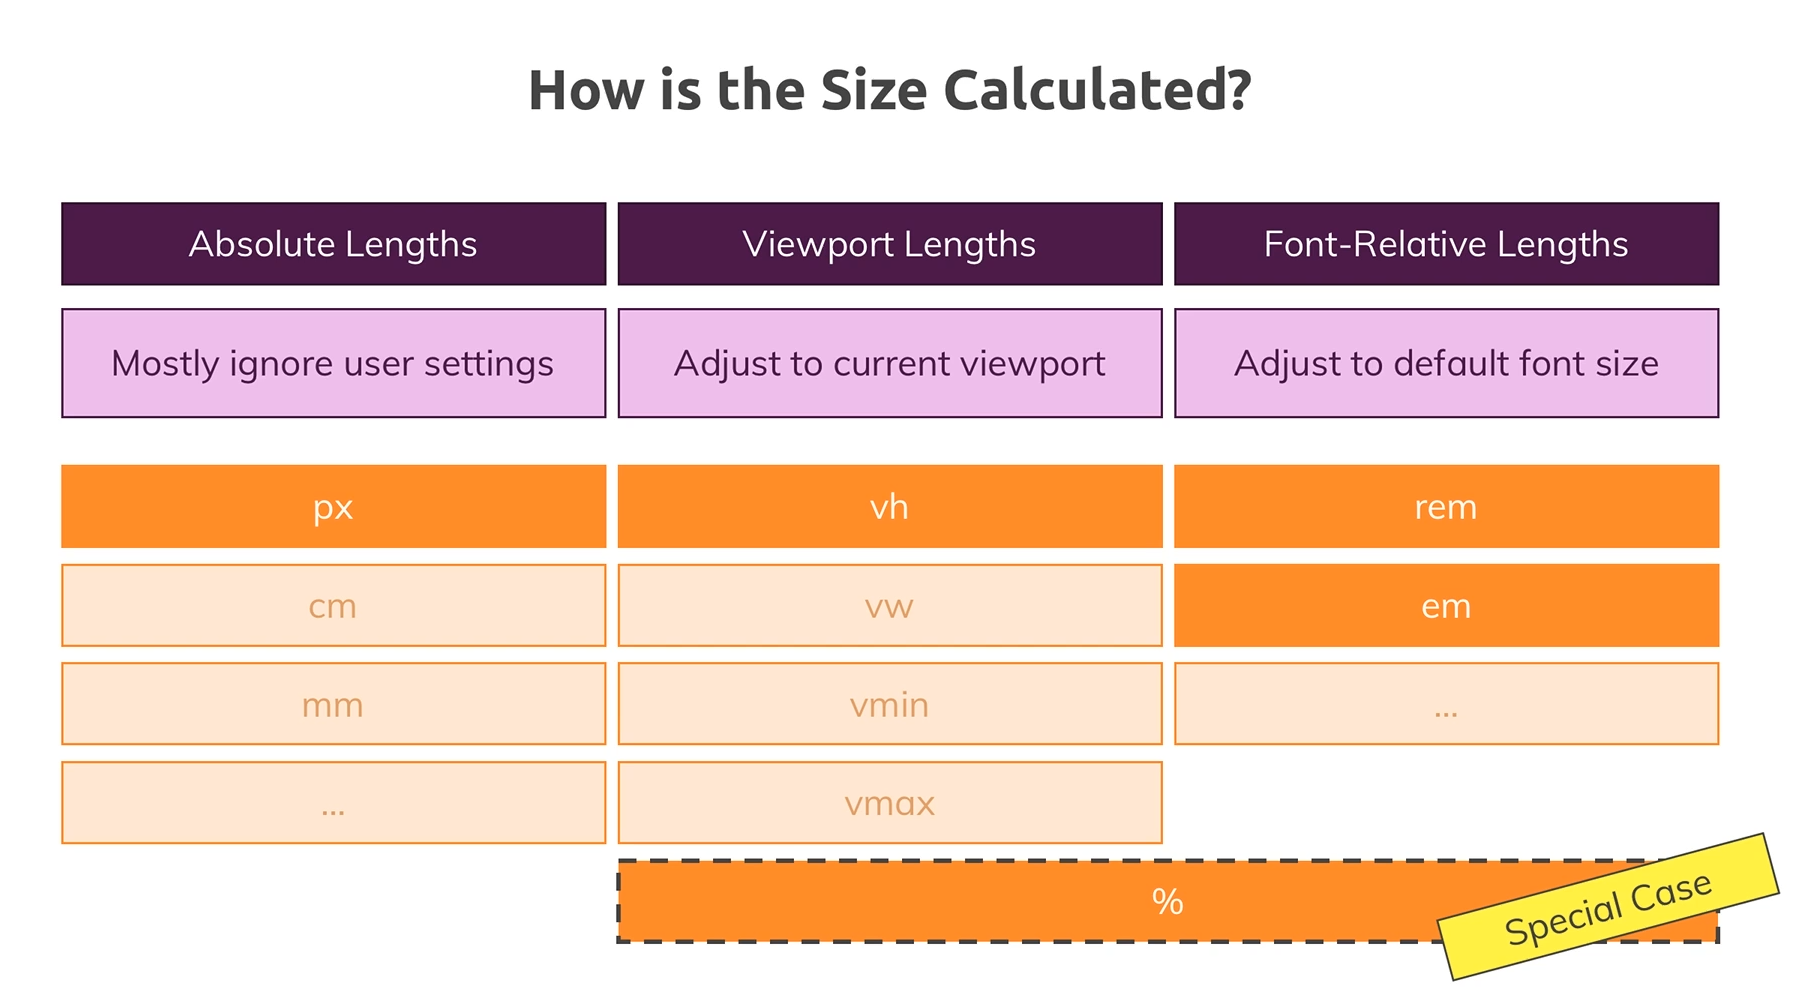 How is the Size Calculated?
Absolute Lengths
Viewport Lengths
Font-Relative Lengths
Mostly ignore user settings
Adjust to current viewport
Adjust to default font size
px
vh
rem
cm
vw
em
mm
vmin
...
...
vmax
%
Special Case